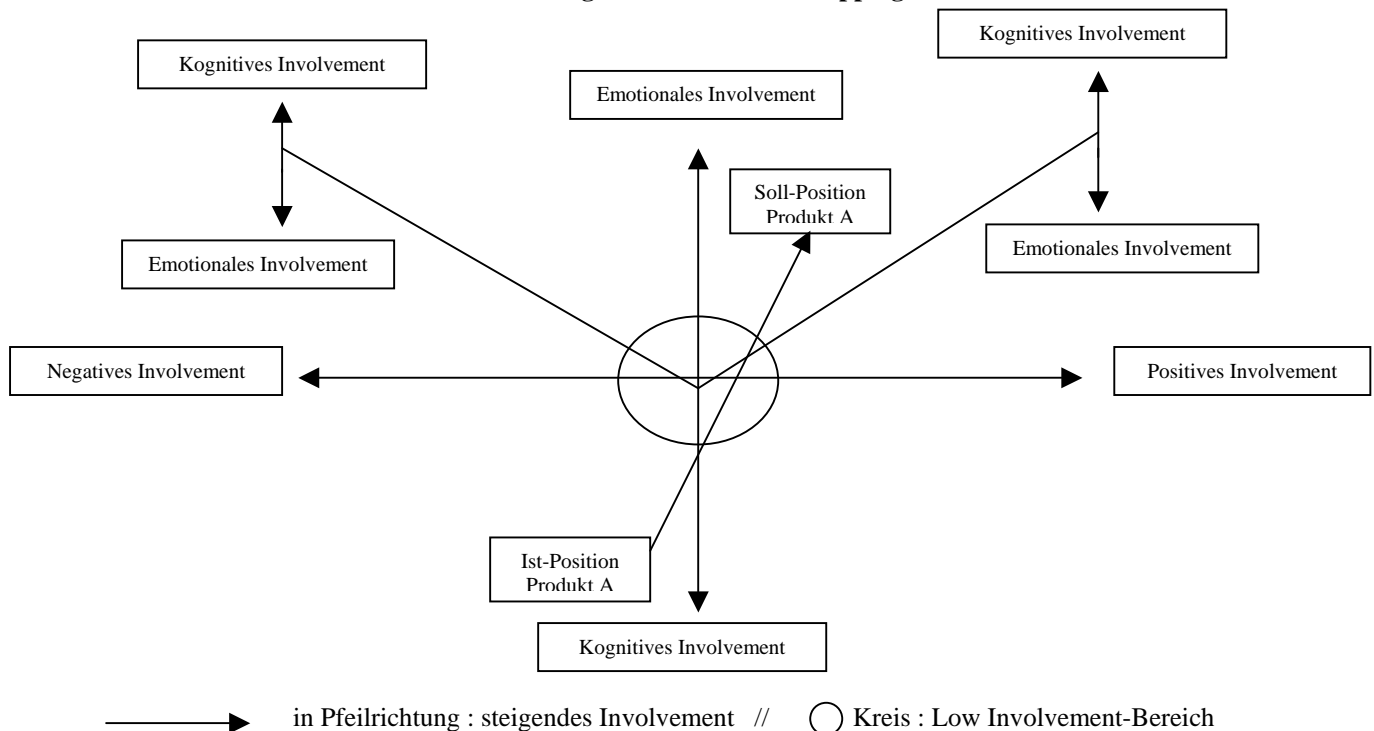 Kognitives Involvement
Kognitives Involvement
Emotionales Involvement
Soll-Position
Produkt A
Emotionales Involvement
Emotionales Involvement
Negatives Involvement
Positives Involvement
Ist-Position
Produkt A
Kognitives Involvement
in Pfeilrichtung : steigendes Involvement // Kreis : Low Involvement-Bereich